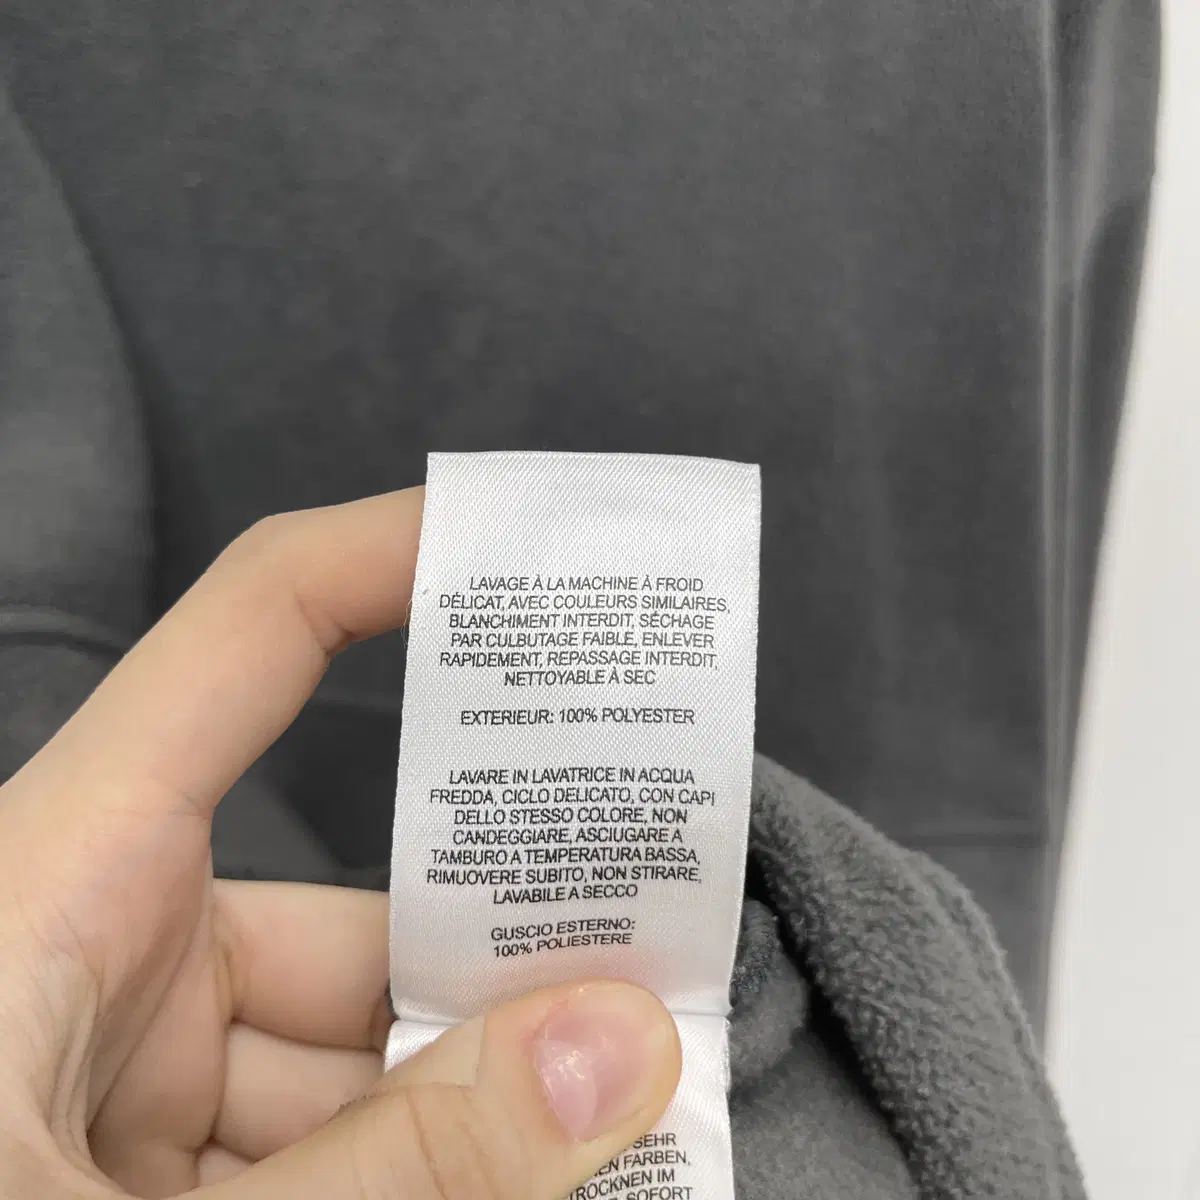 LAVAGE À LA MACHINE À FROID
DÉLICAT, AVEC COULEURS SIMILAIRES,
BLANCHIMENT INTERDIT, SÉCHAGE
PAR CULBUTAGE FAIBLE, ENLEVER
RAPIDEMENT, REPASSAGE INTERDIT,
NETTOYABLE À SEC
EXTERIEUR: 100% POLYESTER
LAVARE IN LAVATRICE IN ACQUA
FREDDA, CICLO DELICATO, CON CAPI
DELLO STESSO COLORE, NON
CANDEGGIARE, ASCIUGARE A
TAMBURO A TEMPERATURA BASSA,
RIMUOVERE SUBITO, NON STIRARE,
LAVABILE A SECCO
GUSCIO ESTERNO:
100% POLIESTERE
SEHR
FARBEN,
TROCKNEN IM
SOFORT